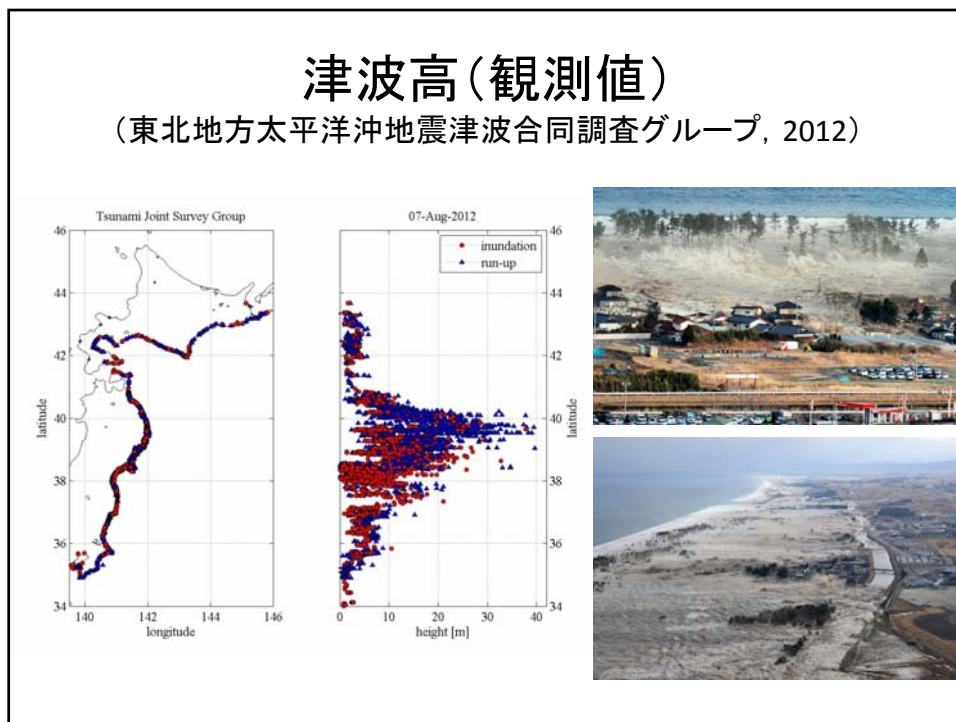 津波高(観測値)
(東北地方太平洋沖地震津波合同調査グループ, 2012)
Tsunami Joint Survey Group
46
44
42
40
38
36
34
latitude
140
142
144
146
longitude
07-Aug-2012
inundation
run-up
46
44
42
40
38
36
34
latitude
0
10
20
30
40
height [m]